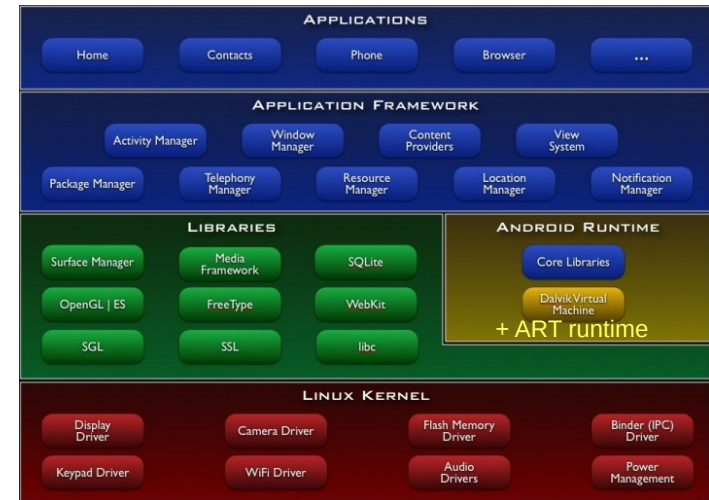 APPLICATIONS
Home
Contacts
Phone
Browser
...
APPLICATION FRAMEWORK
Activity Manager
Window
Manager
Content
Providers
View
System
Package Manager
Telephony
Manager
Resource
Manager
Location
Manager
Notification
Manager
LIBRARIES
Surface Manager
Media
Framework
SQLite
OpenGL | ES
FreeType
WebKit
SGL
SSL
libc
ANDROID RUNTIME
Core Libraries
Dalvik Virtual
Machine
+ ART runtime
LINUX KERNEL
Display
Driver
Camera Driver
Flash Memory
Driver
Binder (IPC)
Driver
Keypad Driver
WiFi Driver
Audio
Drivers
Power
Management